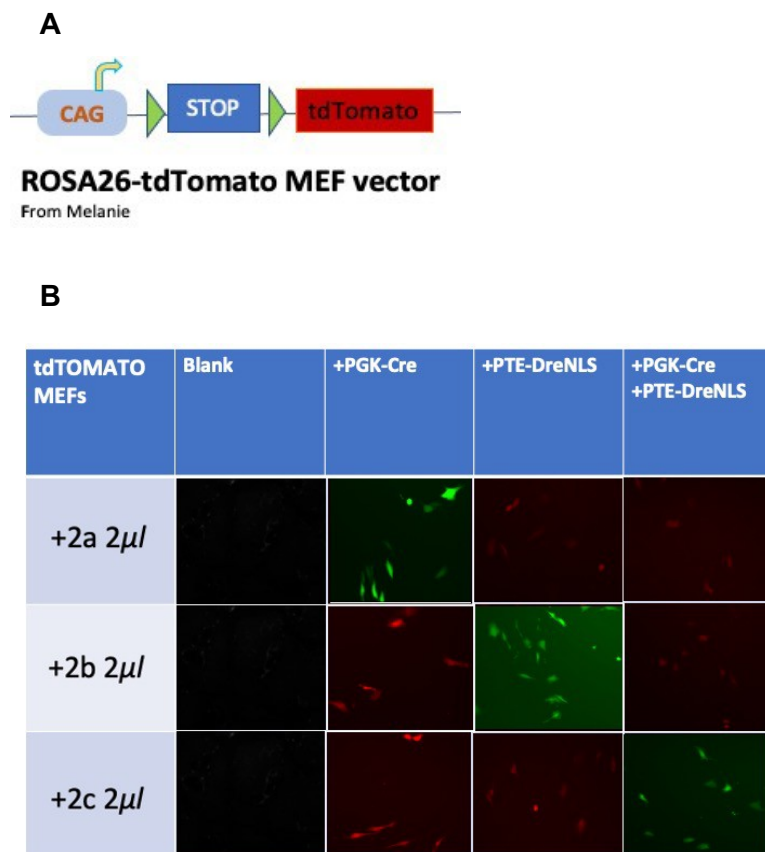 A
CAG
STOP
tdTomato
ROSA26-tdTomato MEF vector
From Melanie
B
tdTOMATO
MEFs
Blank
+PGK-Cre
+PTE-DreNLS
+PGK-Cre
+PTE-DreNLS
+2a 2μl
+2b 2μl
+2c 2μl